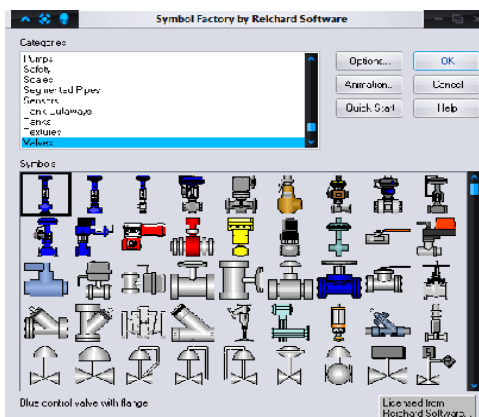 Symbol Factory by Reichard Software
Categories
Pumps
Safety
Scales
Segmented Pipes
Sensors
Tank Cutaways
Tanks
Textures
Valves
Options...
OK
Animation...
Cancel
Quick Start
Help
Symbols
Blue control valve with flange
Licensed from
Reichard Software...